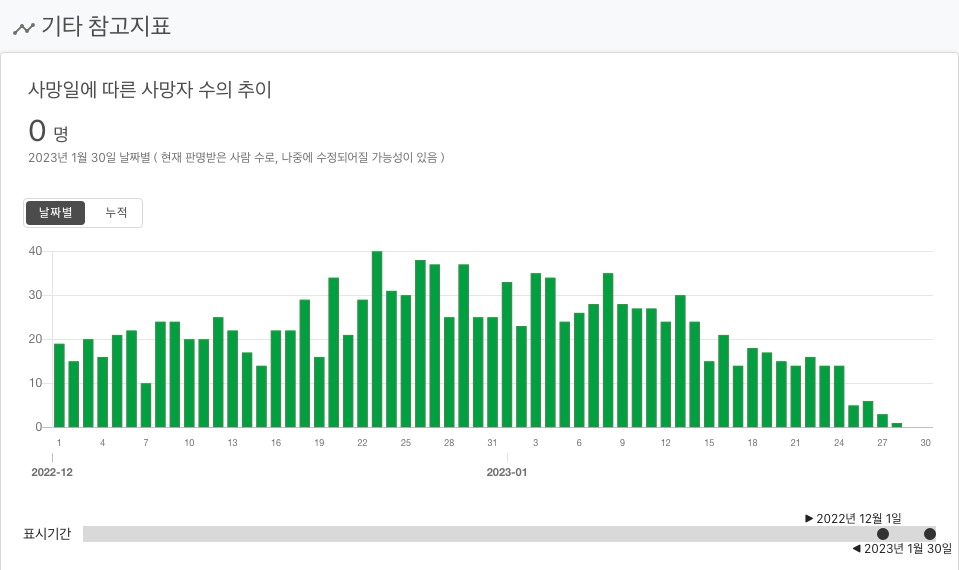 기타 참고지표
사망일에 따른 사망자 수의 추이
0 명
2023년 1월 30일 날짜별 ( 현재 판명받은 사람 수로, 나중에 수정되어질 가능성이 있음 )
날짜별 누적
40
30
20
10
0
1 4 7 10 13 16 19 22 25 28 31 3 6 9 12 15 18 21 24 27 30
2022-12 2023-01
▶ 2022년 12월 1일
표시기간
◀ 2023년 1월 30일